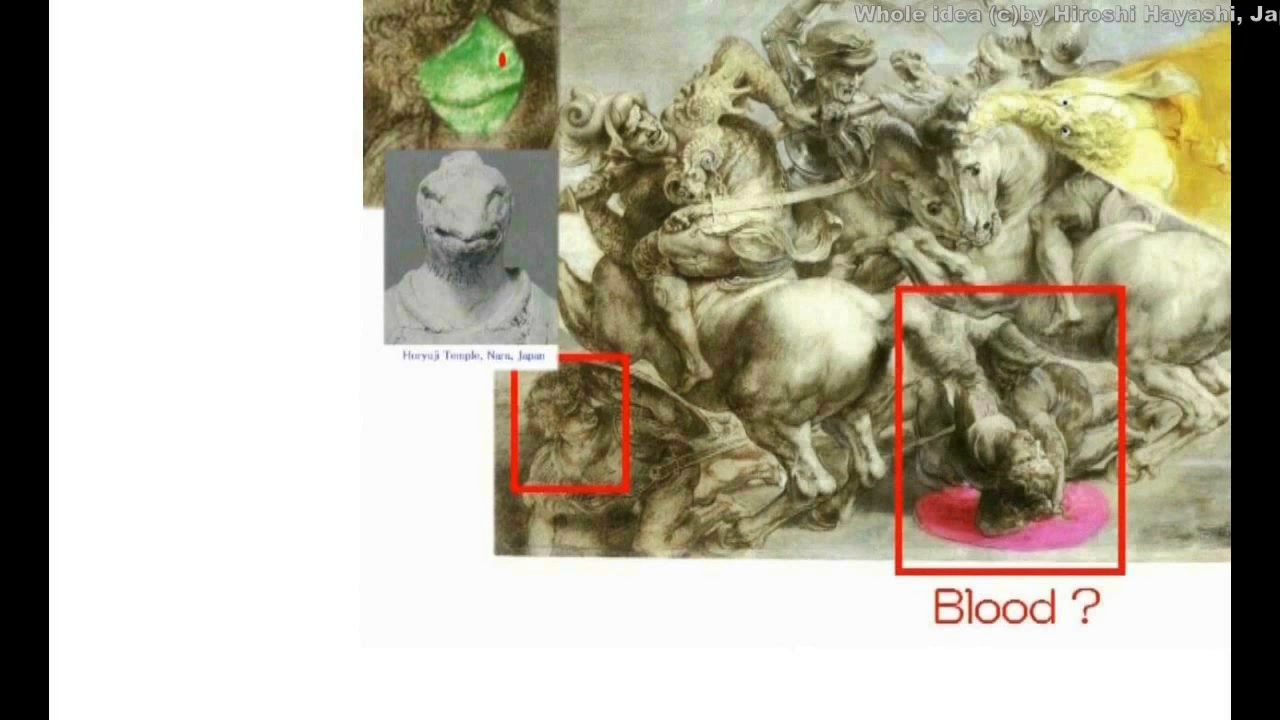 Whole idea (c)by Hiroshi Hayashi, Ja
Horyuji Temple, Nara, Japan
Blood ?